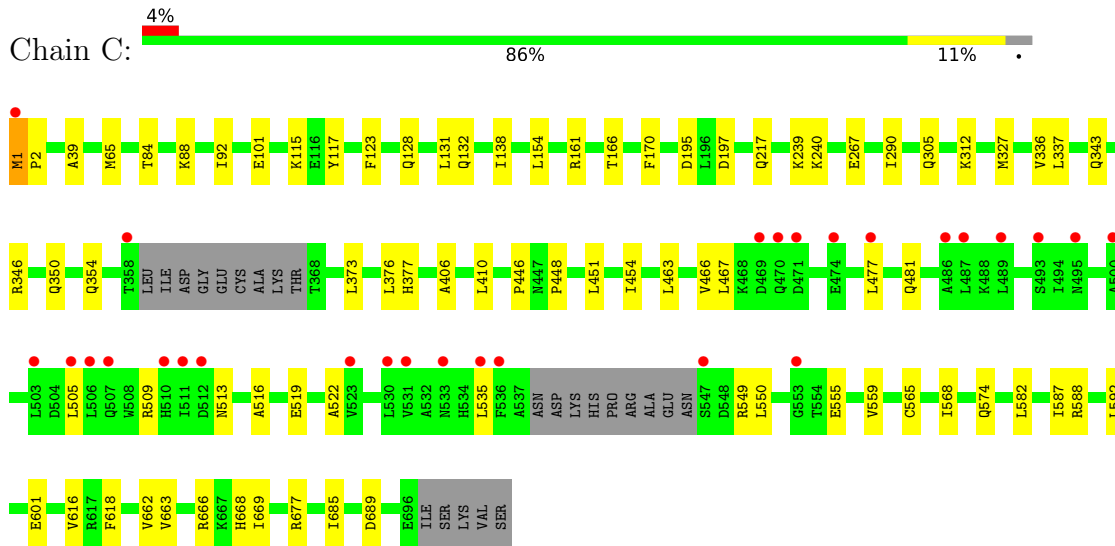 4%
Chain C:
86% 11% •
M1 P2 A39 M65 T84 K88 I92 E101 K115 E116 Y117 F123 Q128 L131 Q132 I138 L154 R161 T166 F170 D195 L196 D197 Q217 K239 K240 E267 I290 Q305 K312 M327 V336 L337 Q343
R346 Q350 Q354 T358 LEU ILE ASP GLY GLU CYS ALA LYS THR T368 L373 L376 H377 A406 L410 P446 N447 P448 L451 I454 L463 V466 L467 K468 D469 Q470 D471 E474 L477 Q481 A486 L487 K488 L489 S493 I494 N495
L503 D504 L505 L506 Q507 W508 R509 H510 I511 D512 N513 A516 E519 A522 V523 L530 V531 A532 N533 H534 L535 F536 A537 ASN ASP LYS HIS PRO ARG ALA GLU ASN S547 D548 R549 L550 G553 T554 E555 V559 C565 I568 Q574 L582 I587 R588
E601 V616 R617 F618 V662 V663 R666 K667 H668 I669 R677 I685 D689 E696 ILE SER LYS VAL SER